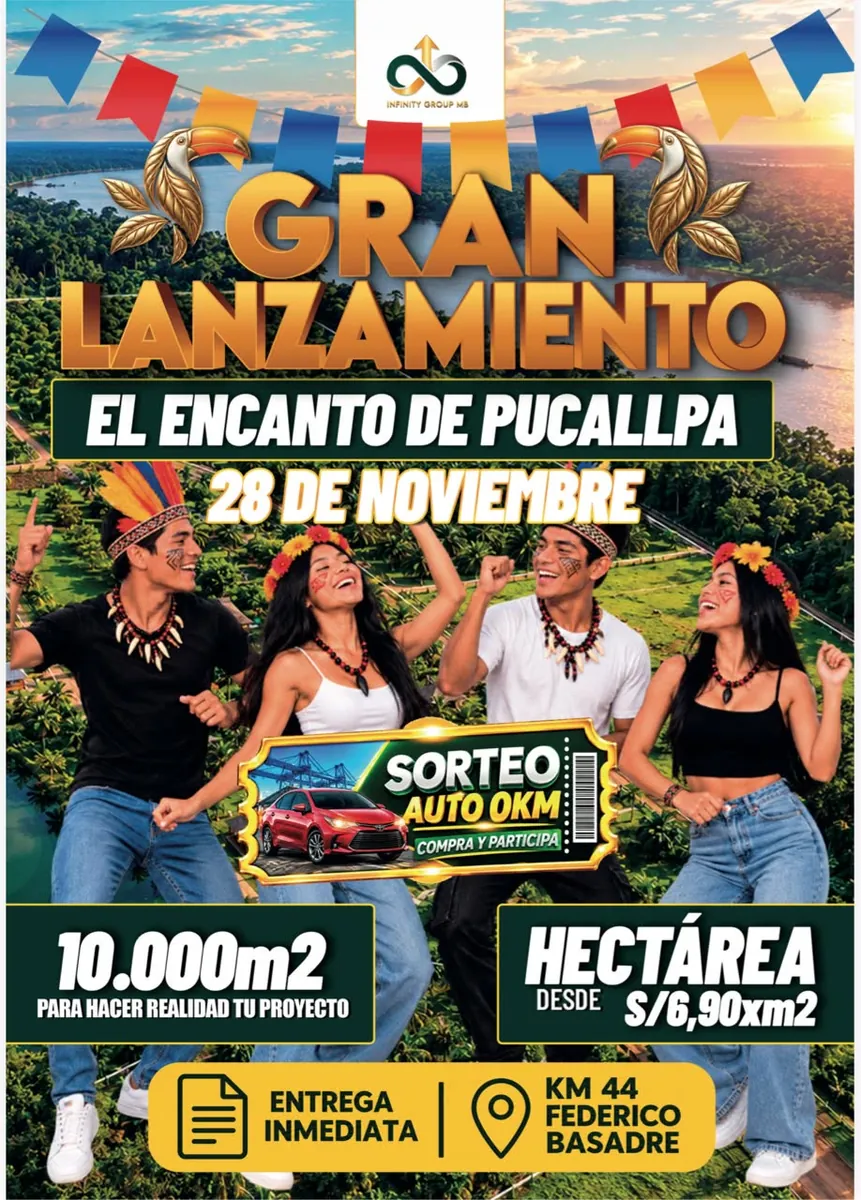 INFINITY GROUP MB
GRAN
LANZAMIENTO
EL ENCANTO DE PUCALLPA
28 DE NOVIEMBRE
SORTEO
AUTO 0KM
COMPRA Y PARTICIPA
10.000m2
PARA HACER REALIDAD TU PROYECTO
HECTÁREA
DESDE S/6,90xm2
ENTREGA
INMEDIATA
KM 44
FEDERICO
BASADRE